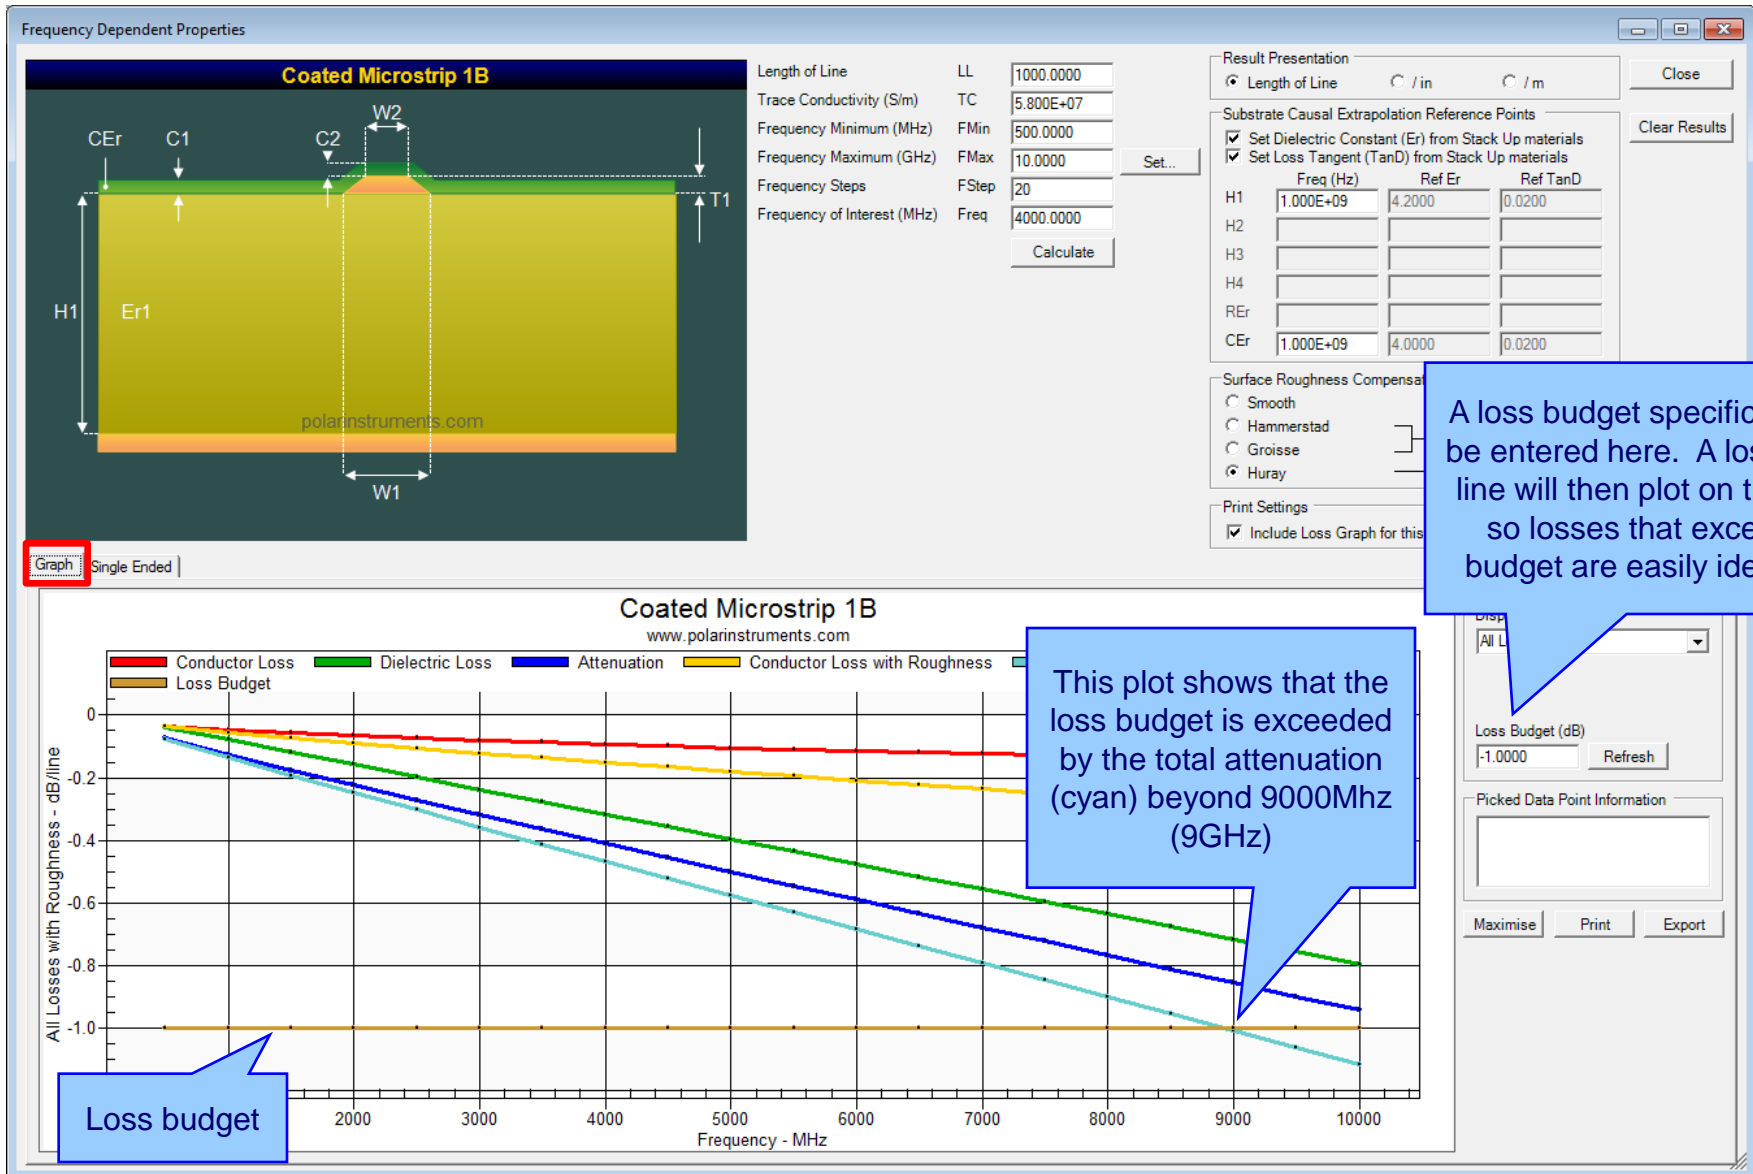 Frequency Dependent Properties
Coated Microstrip 1B
W2
CEr C1 C2
T1
H1 Er1
polarinstruments.com
W1
Length of Line LL 1000.0000
Trace Conductivity (S/m) TC 5.800E+07
Frequency Minimum (MHz) FMin 500.0000
Frequency Maximum (GHz) FMax 10.0000 Set...
Frequency Steps FStep 20
Frequency of Interest (MHz) Freq 4000.0000
Calculate
Result Presentation
Length of Line / in / m
Close
Clear Results
Substrate Causal Extrapolation Reference Points
Set Dielectric Constant (Er) from Stack Up materials
Set Loss Tangent (TanD) from Stack Up materials
Freq (Hz) Ref Er Ref TanD
H1 1.000E+09 4.2000 0.0200
H2
H3
H4
REr
CEr 1.000E+09 4.0000 0.0200
Surface Roughness Compensat
Smooth
Hammerstad
Groisse
Huray
Print Settings
Include Loss Graph for this
A loss budget specific
be entered here. A los
line will then plot on t
so losses that exce
budget are easily ide
Graph Single Ended
Coated Microstrip 1B
www.polarinstruments.com
Conductor Loss Dielectric Loss Attenuation Conductor Loss with Roughness
Loss Budget
All Losses with Roughness - dB/line
0
-0.2
-0.4
-0.6
-0.8
-1.0
2000 3000 4000 5000 6000 7000 8000 9000 10000
Frequency - MHz
This plot shows that the
loss budget is exceeded
by the total attenuation
(cyan) beyond 9000Mhz
(9GHz)
Loss budget
All L
Loss Budget (dB)
-1.0000 Refresh
Picked Data Point Information
Maximise Print Export